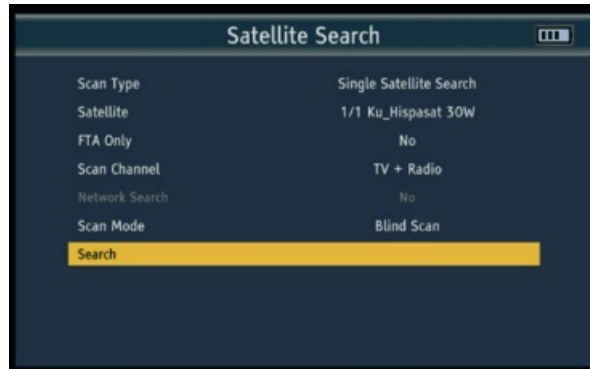 Satellite Search
Scan Type Single Satellite Search
Satellite 1/1 Ku_Hispasat 30W
FTA Only No
Scan Channel TV + Radio
Network Search No
Scan Mode Blind Scan
Search